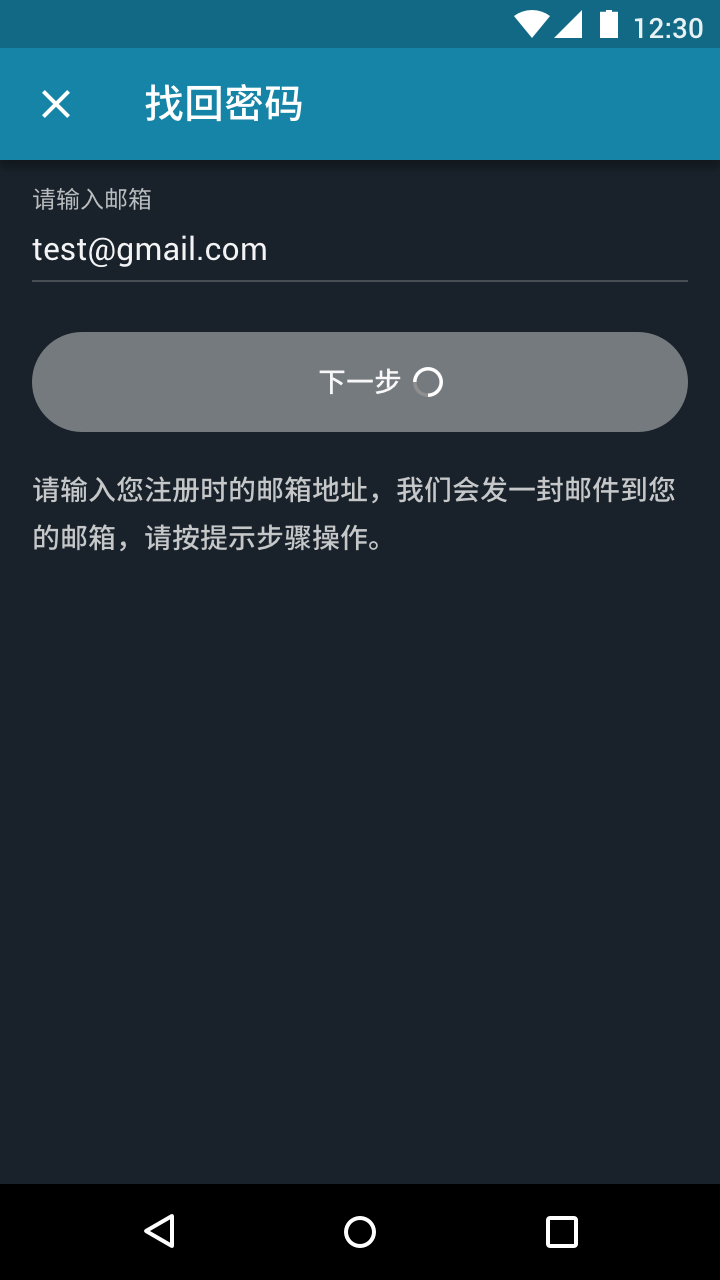 12:30
找回密码
请输入邮箱
test@gmail.com
下一步
请输入您注册时的邮箱地址，我们会发一封邮件到您
的邮箱，请按提示步骤操作。